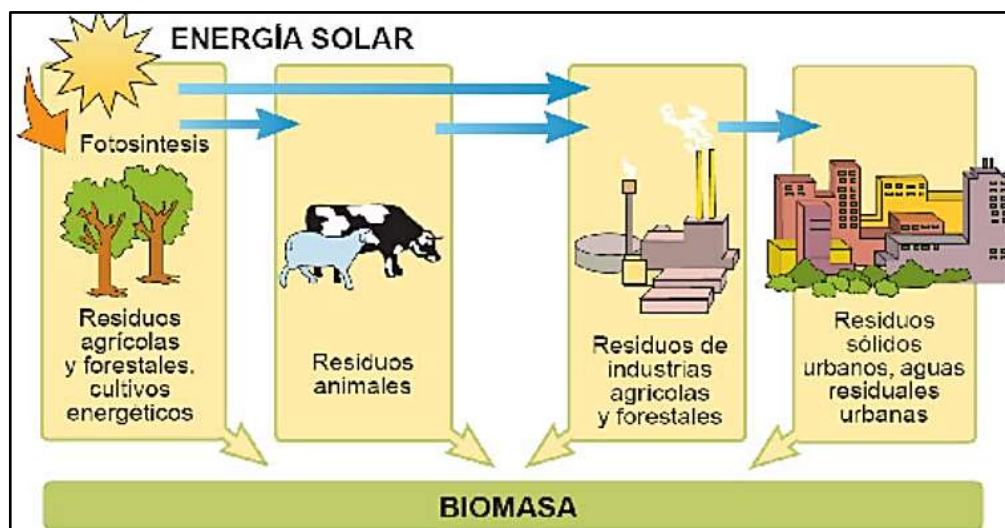 ENERGÍA SOLAR
Fotosintesis
Residuos
agrícolas
y forestales.
cultivos
energéticos
Residuos
animales
Residuos de
industrias
agrícolas
y forestales
Residuos
sólidos
urbanos, aguas
residuales
urbanas
BIOMASA